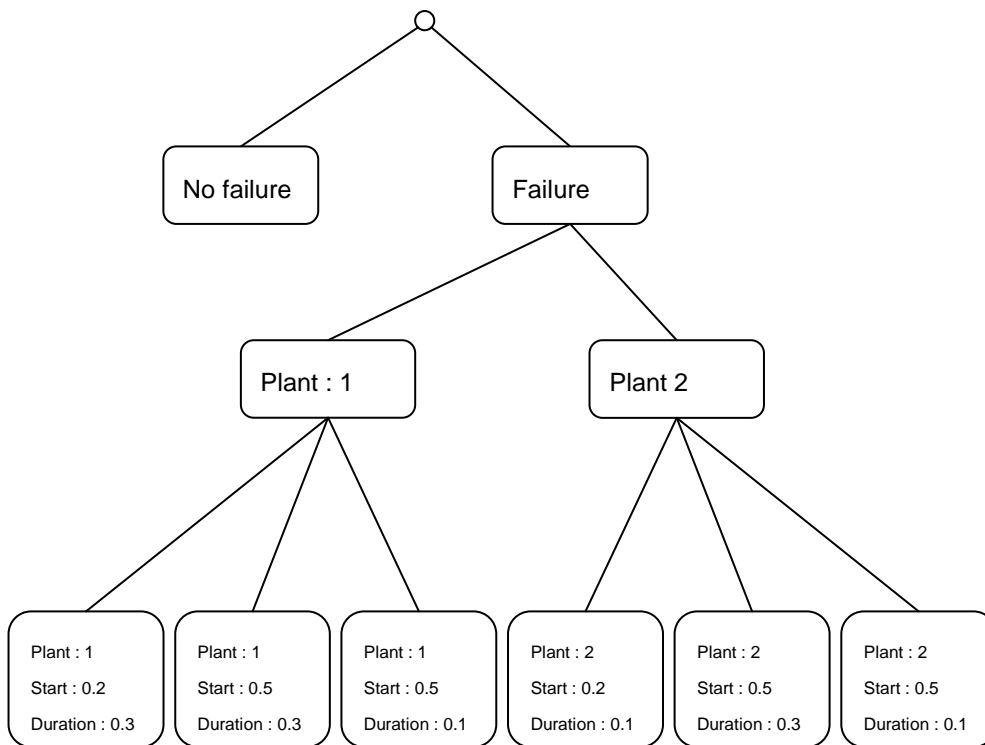 No failure
Failure
Plant : 1
Plant 2
Plant : 1
Start : 0.2
Duration : 0.3
Plant : 1
Start : 0.5
Duration : 0.3
Plant : 1
Start : 0.5
Duration : 0.1
Plant : 2
Start : 0.2
Duration : 0.1
Plant : 2
Start : 0.5
Duration : 0.3
Plant : 2
Start : 0.5
Duration : 0.1